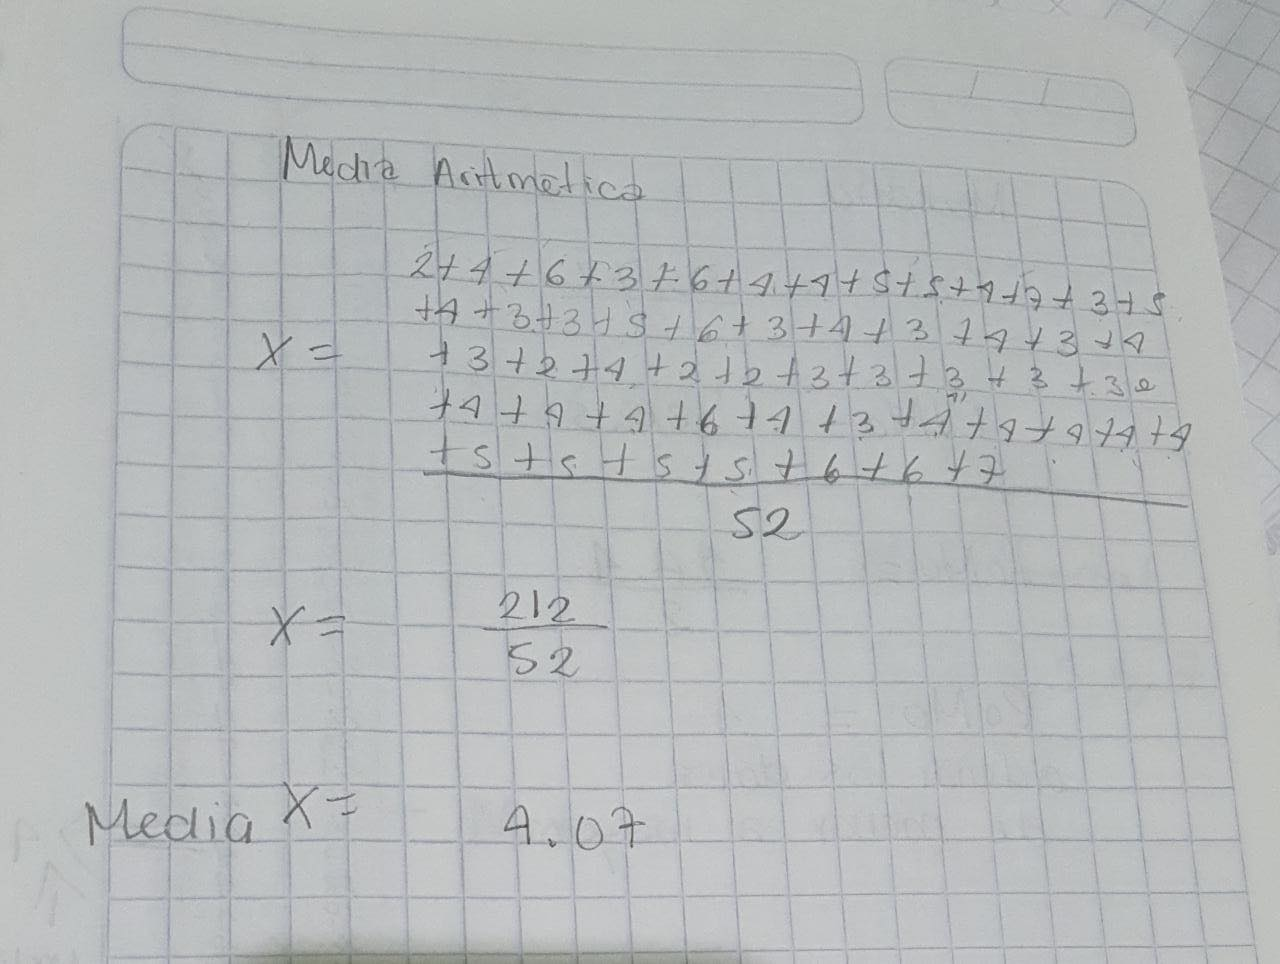 Media Aritmética
2+4+6+3+6+4+4+5+5+4+7+3+5
+4+3+3+5+6+3+4+3+4+3+4
X =
+3+2+4+2+2+3+3+3+3+3
+4+4+4+6+4+3+4+4+4+4+4
+5+5+5+5+6+6+7
52
X = 212
52
Media X = 4.07